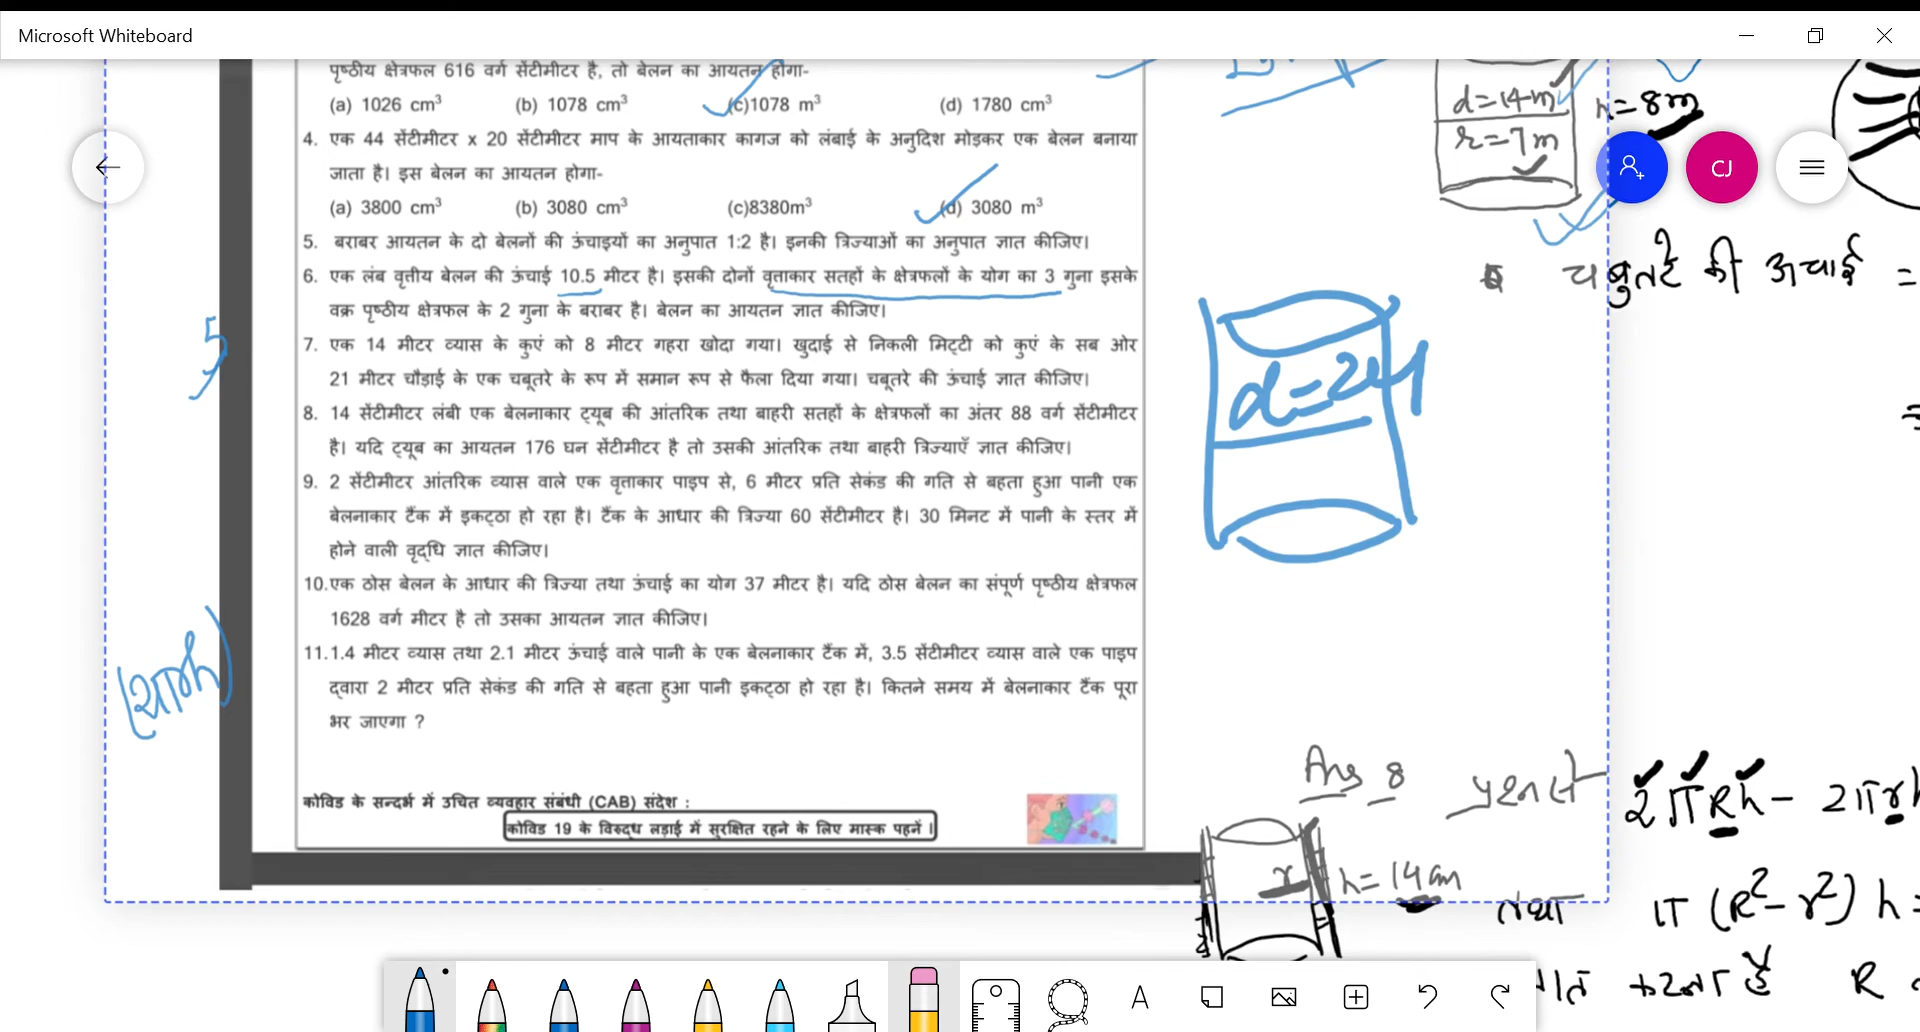 Microsoft Whiteboard
पृष्ठीय क्षेत्रफल 616 वर्ग सेंटीमीटर है, तो बेलन का आयतन होगा-
(a) 1026 cm³ (b) 1078 cm³ (c)1078 m³ (d) 1780 cm³
4. एक 44 सेंटीमीटर x 20 सेंटीमीटर माप के आयताकार कागज को लंबाई के अनुदिश मोड़कर एक बेलन बनाया
जाता है। इस बेलन का आयतन होगा-
(a) 3800 cm³ (b) 3080 cm³ (c)8380m³ (d) 3080 m³
5. बराबर आयतन के दो बेलनों की ऊंचाइयों का अनुपात 1:2 है। इनकी त्रिज्याओं का अनुपात ज्ञात कीजिए।
6. एक लंब वृत्तीय बेलन की ऊंचाई 10.5 मीटर है। इसकी दोनों वृत्ताकार सतहों के क्षेत्रफलों के योग का 3 गुना इसके
वक्र पृष्ठीय क्षेत्रफल के 2 गुना के बराबर है। बेलन का आयतन ज्ञात कीजिए।
7. एक 14 मीटर व्यास के कुएं को 8 मीटर गहरा खोदा गया। खुदाई से निकली मिट्टी को कुएं के सब ओर
21 मीटर चौड़ाई के एक चबूतरे के रूप में समान रूप से फैला दिया गया। चबूतरे की ऊंचाई ज्ञात कीजिए।
8. 14 सेंटीमीटर लंबी एक बेलनाकार ट्यूब की आंतरिक तथा बाहरी सतहों के क्षेत्रफलों का अंतर 88 वर्ग सेंटीमीटर
है। यदि ट्यूब का आयतन 176 घन सेंटीमीटर है तो उसकी आंतरिक तथा बाहरी त्रिज्याएँ ज्ञात कीजिए।
9. 2 सेंटीमीटर आंतरिक व्यास वाले एक वृत्ताकार पाइप से, 6 मीटर प्रति सेकंड की गति से बहता हुआ पानी एक
बेलनाकार टैंक में इकट्ठा हो रहा है। टैंक के आधार की त्रिज्या 60 सेंटीमीटर है। 30 मिनट में पानी के स्तर में
होने वाली वृद्धि ज्ञात कीजिए।
10.एक ठोस बेलन के आधार की त्रिज्या तथा ऊंचाई का योग 37 मीटर है। यदि ठोस बेलन का संपूर्ण पृष्ठीय क्षेत्रफल
1628 वर्ग मीटर है तो उसका आयतन ज्ञात कीजिए।
11.1.4 मीटर व्यास तथा 2.1 मीटर ऊंचाई वाले पानी के एक बेलनाकार टैंक में, 3.5 सेंटीमीटर व्यास वाले एक पाइप
द्वारा 2 मीटर प्रति सेकंड की गति से बहता हुआ पानी इकट्ठा हो रहा है। कितने समय में बेलनाकार टैंक पूरा
भर जाएगा ?
कोविड के सन्दर्भ में उचित व्यवहार संबंधी (CAB) संदेश :
कोविड 19 के विरुद्ध लड़ाई में सुरक्षित रहने के लिए मास्क पहनें ।
d=14m h=8m
r=7m
CJ
चबुतरे की ऊचाई =
d=24
Ans 8 प्रश्न से 2πRh - 2πrh
r h=14cm
तथा π (R²-r²) h =
R
A